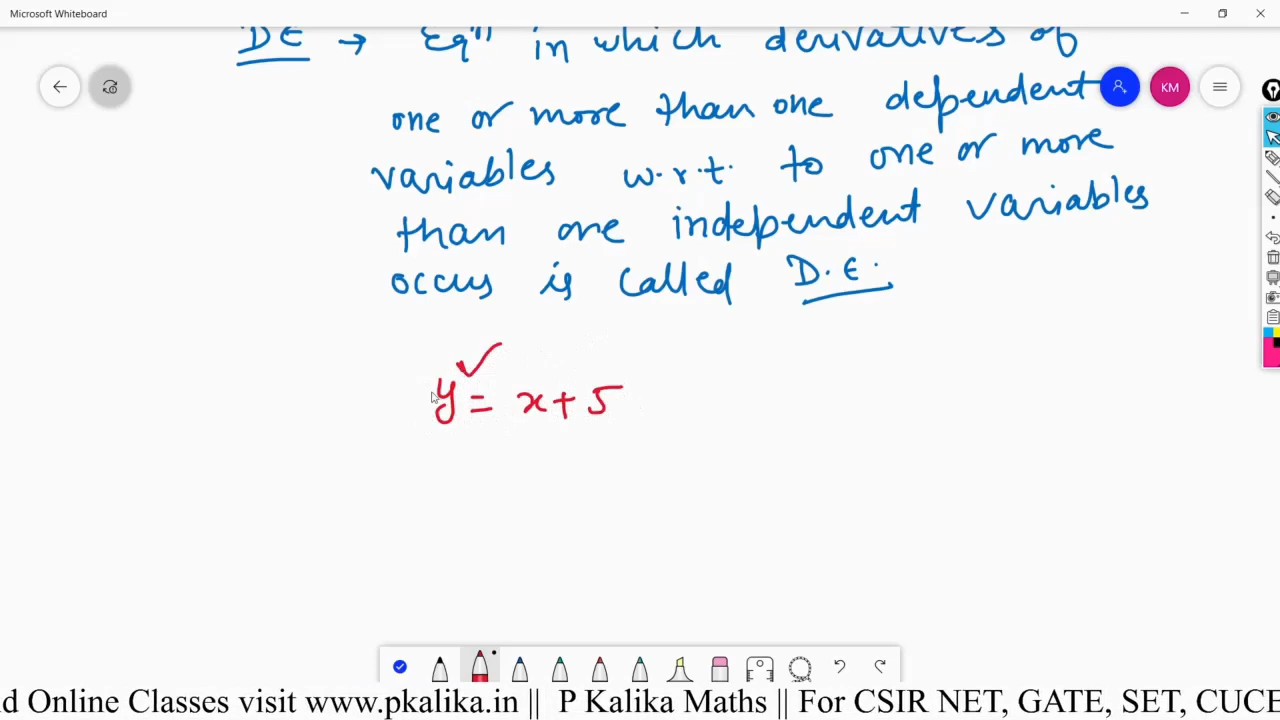 Microsoft Whiteboard
DE → Eqⁿ in which derivatives of
one or more than one dependent
KM
variables w.r.t. to one or more
than one independent variables
occus is called D.E.
y = x + 5
d Online Classes visit www.pkalika.in || P Kalika Maths || For CSIR NET, GATE, SET, CUCE